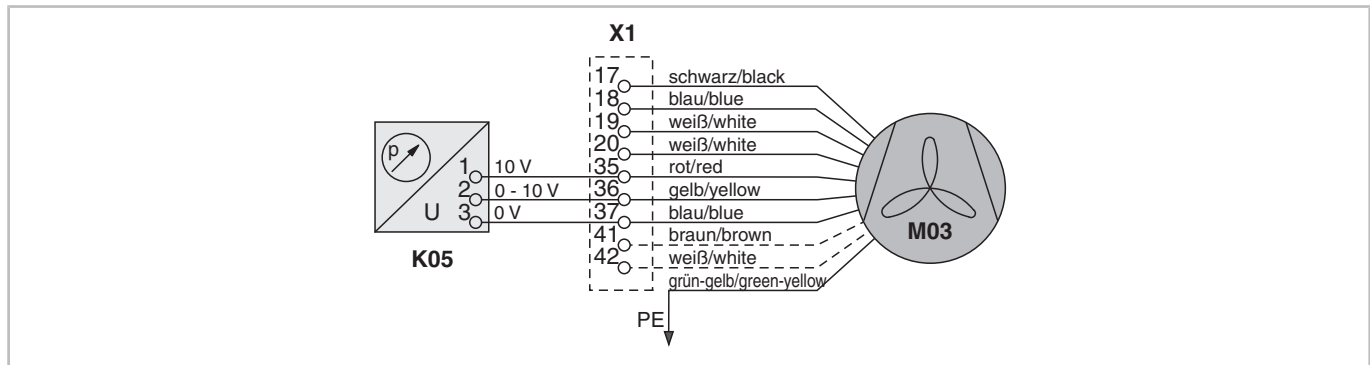 X1
17 schwarz/black
18 blau/blue
19 weiß/white
20 weiß/white
p
1 10 V 35 rot/red
2 0 - 10 V 36 gelb/yellow
U 3 0 V 37 blau/blue
41 braun/brown
42 weiß/white
grün-gelb/green-yellow
PE
K05
M03